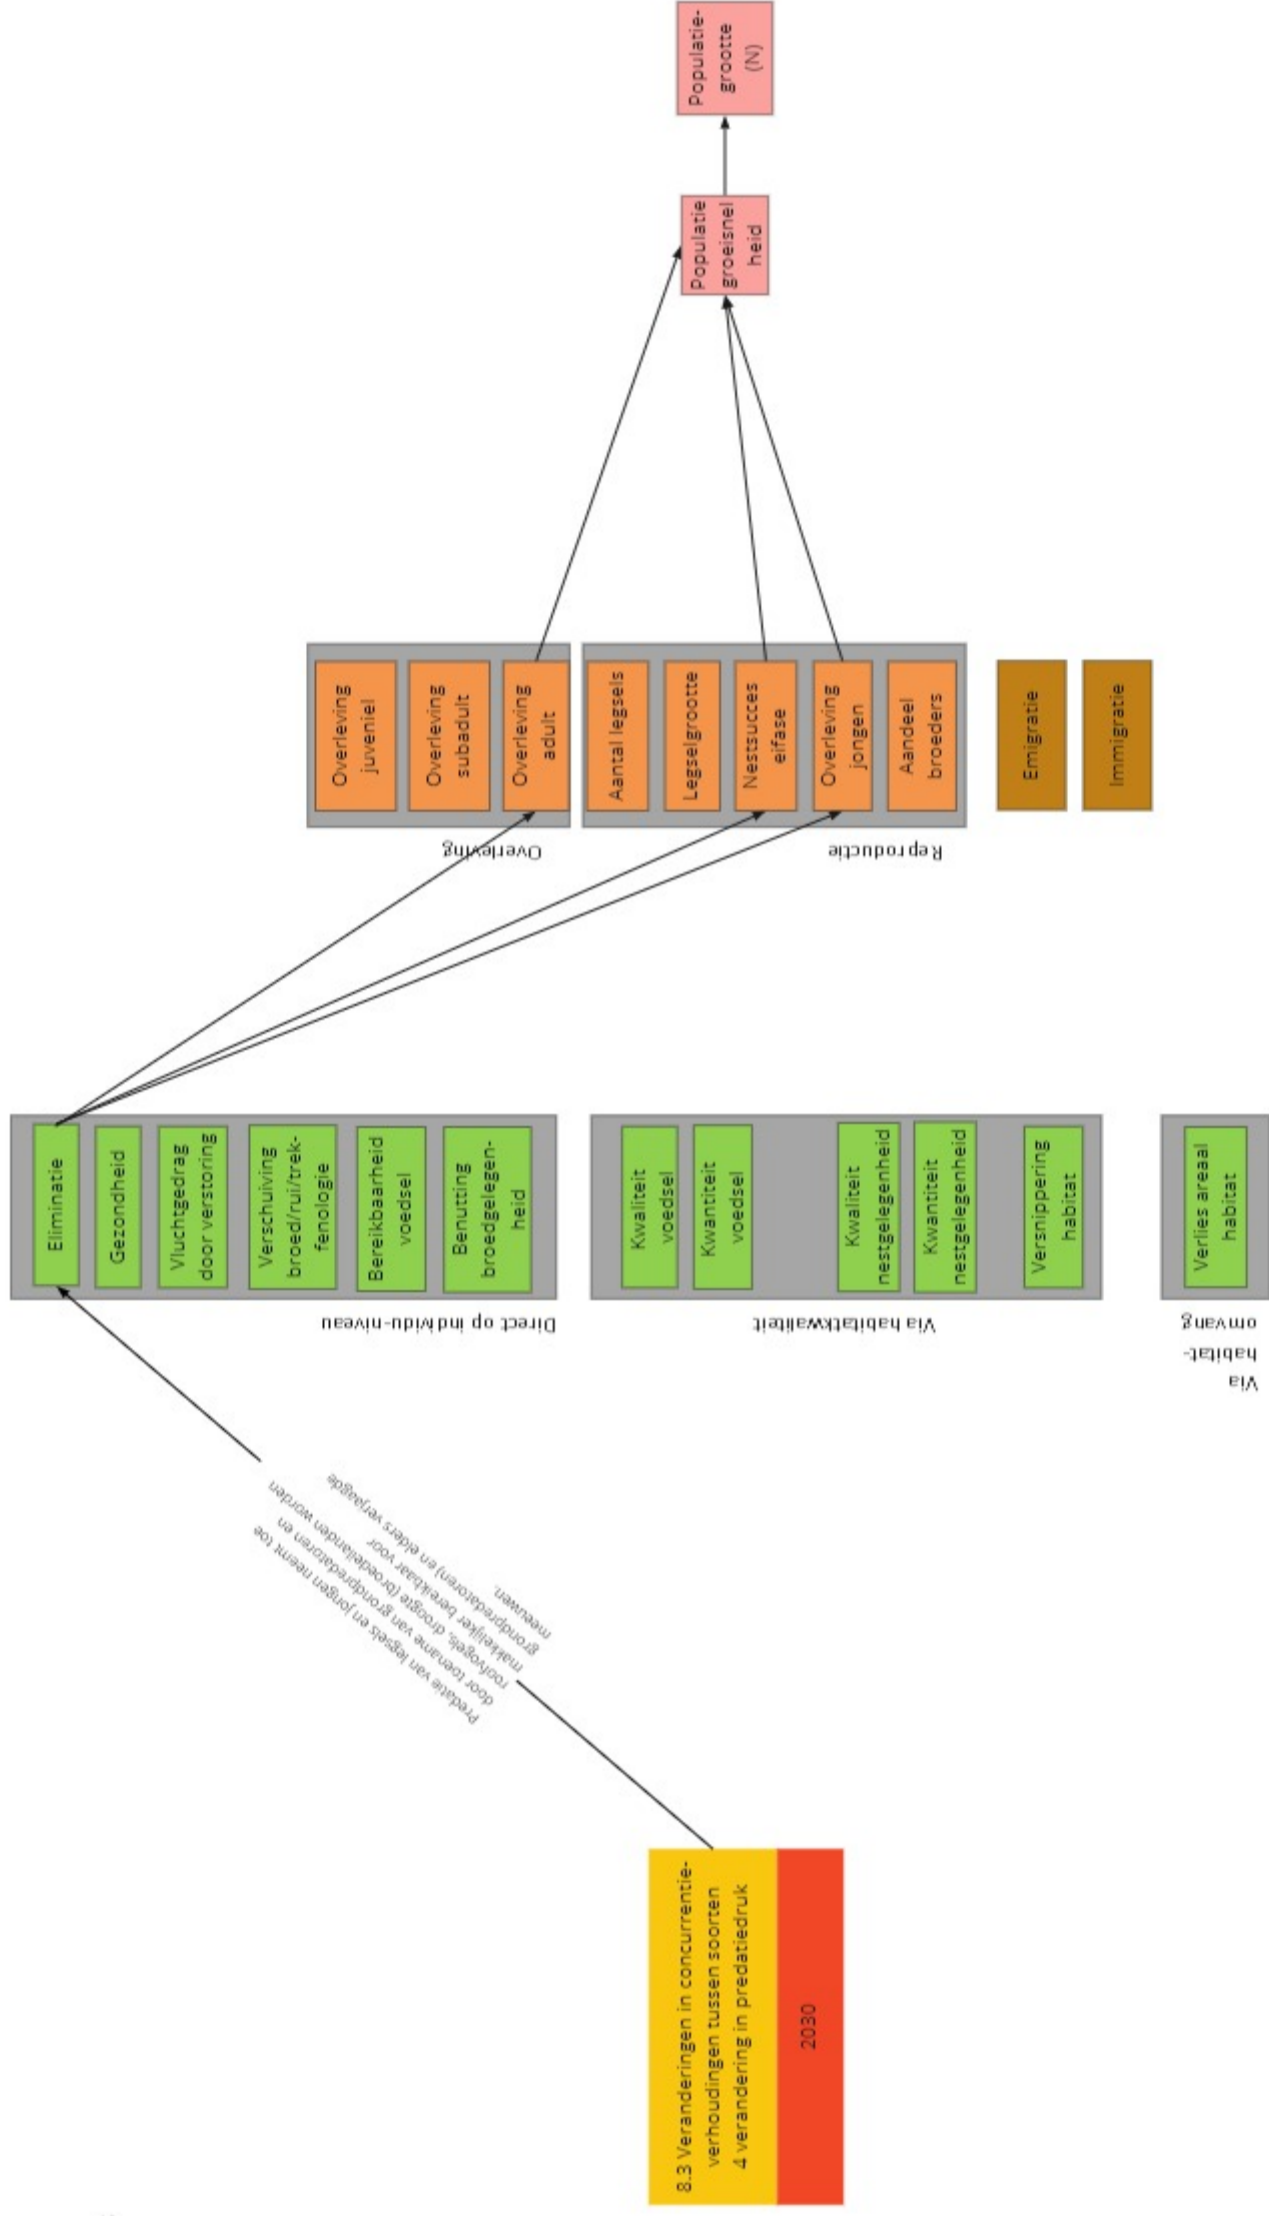 8.3 Veranderingen in concurrentie-
verhoudingen tussen soorten
4 verandering in predatiedruk
2030
Predatie van legsels en jongen neemt toe
door toename van grondpredatoren en
roofvogels, droogte (broedeilanden worden
makkelijker bereikbaar voor
grondpredatoren) en elders verjaagde
meeuwen.
Direct op individu-niveau
Eliminatie
Gezondheid
Vluchtgedrag
door verstoring
Verschuiving
broed/rui/trek-
fenologie
Bereikbaarheid
voedsel
Benutting
broedgelegen-
heid
Via habitatkwaliteit
Kwaliteit
voedsel
Kwantiteit
voedsel
Kwaliteit
nestgelegenheid
Kwantiteit
nestgelegenheid
Versnippering
habitat
Via
habitat-
omvang
Verlies areaal
habitat
Overleving
Overleving
juveniel
Overleving
subadult
Overleving
adult
Reproductie
Aantal legsels
Legselgrootte
Nestsucces
eifase
Overleving
jongen
Aandeel
broeders
Emigratie
Immigratie
Populatie
groeisnel
heid
Populatie-
grootte
(N)